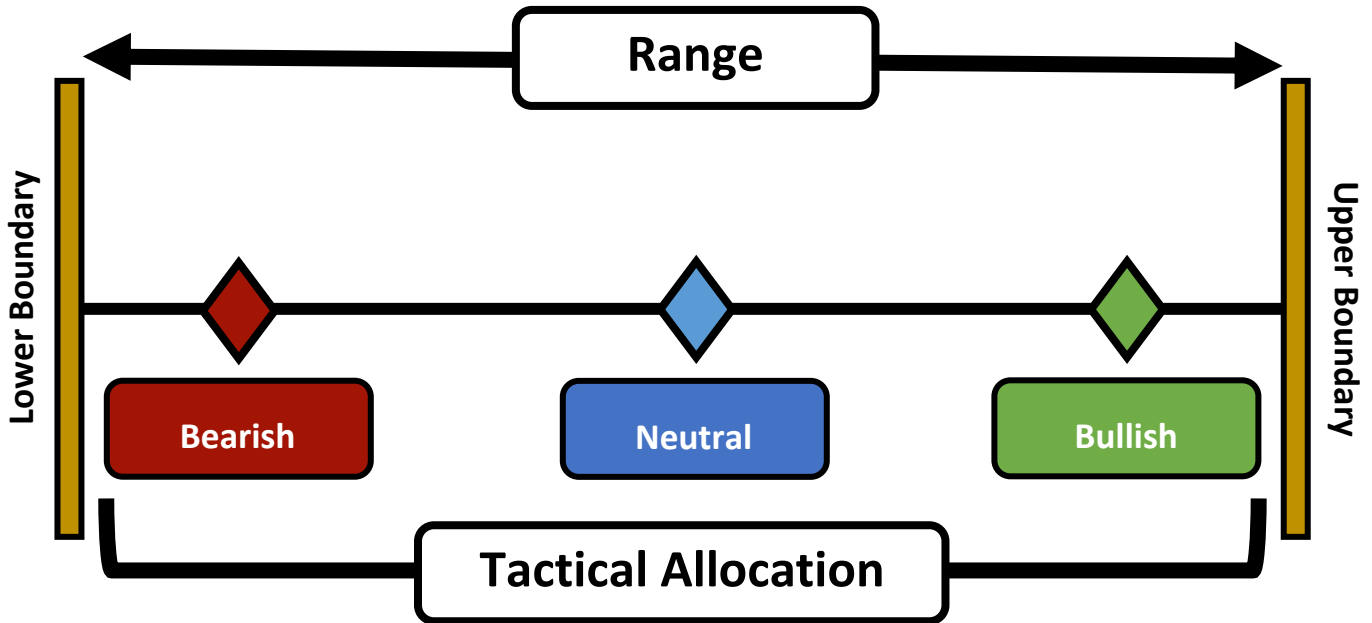 Range
Lower Boundary
Upper Boundary
Bearish
Neutral
Bullish
Tactical Allocation